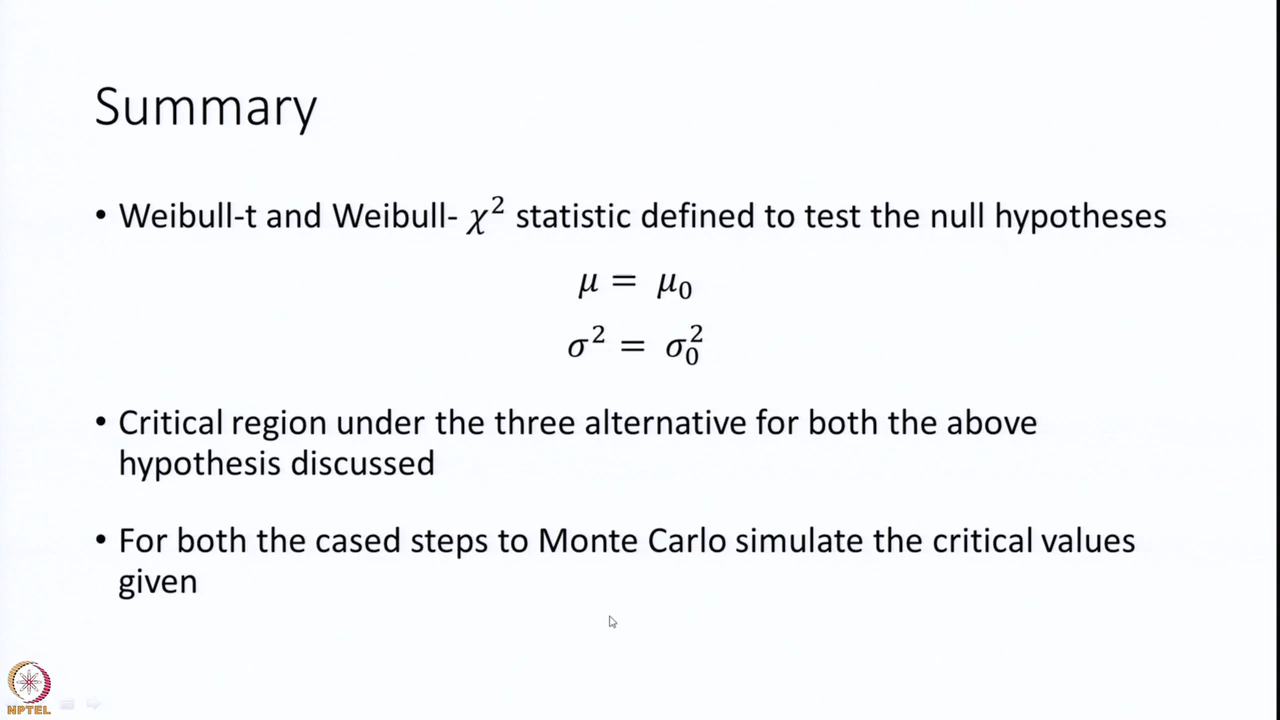 Summary
• Weibull-t and Weibull- χ² statistic defined to test the null hypotheses
μ = μ₀
σ² = σ₀²
• Critical region under the three alternative for both the above
hypothesis discussed
• For both the cased steps to Monte Carlo simulate the critical values
given
NPTEL